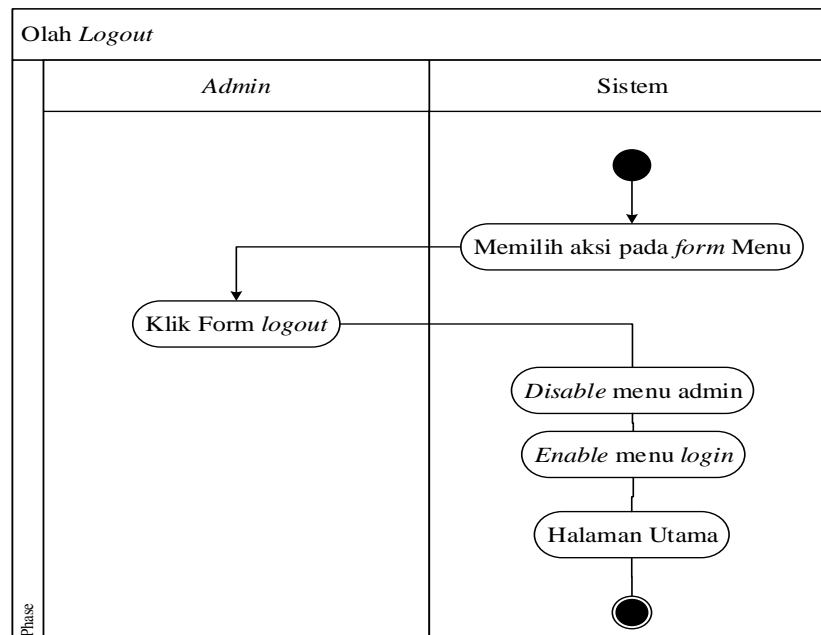 Olah Logout
Admin
Sistem
Memilih aksi pada form Menu
Klik Form logout
Disable menu admin
Enable menu login
Halaman Utama
Phase